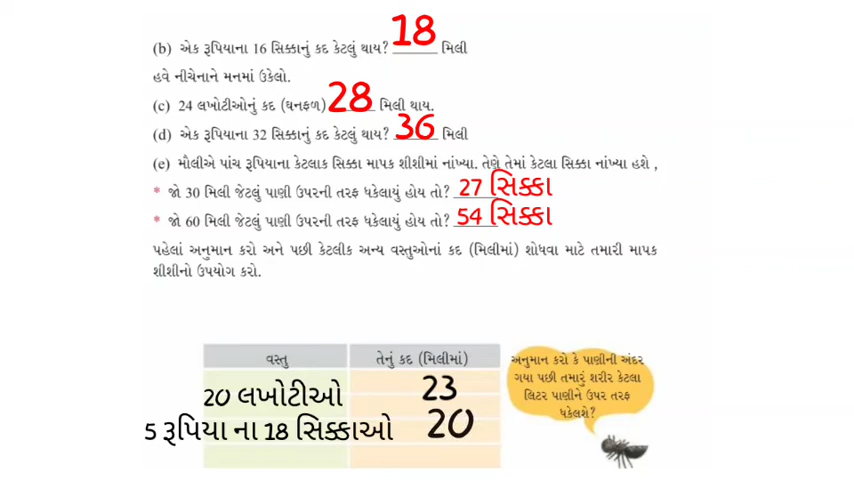 (b) એક રૂપિયાના 16 સિક્કાનું કદ કેટલું થાય? 18 મિલી
હવે નીચેનાને મનમાં ઉકેલો.
(c) 24 લખોટીઓનું કદ (ઘનફળ) 28 મિલી થાય.
(d) એક રૂપિયાના 32 સિક્કાનું કદ કેટલું થાય? 36 મિલી
(e) મૌલીએ પાંચ રૂપિયાના કેટલાક સિક્કા માપક શીશીમાં નાંખ્યા. તેણે તેમાં કેટલા સિક્કા નાંખ્યા હશે ,
* જો 30 મિલી જેટલું પાણી ઉપરની તરફ ધકેલાયું હોય તો? 27 સિક્કા
* જો 60 મિલી જેટલું પાણી ઉપરની તરફ ધકેલાયું હોય તો? 54 સિક્કા
પહેલાં અનુમાન કરો અને પછી કેટલીક અન્ય વસ્તુઓનાં કદ (મિલીમાં) શોધવા માટે તમારી માપક
શીશીનો ઉપયોગ કરો.
વસ્તુ તેનું કદ (મિલીમાં)
20 લખોટીઓ 23
5 રૂપિયા ના 18 સિક્કાઓ 20
અનુમાન કરો કે પાણીની અંદર
ગયા પછી તમારું શરીર કેટલા
લિટર પાણીને ઉપર તરફ
ધકેલશે?